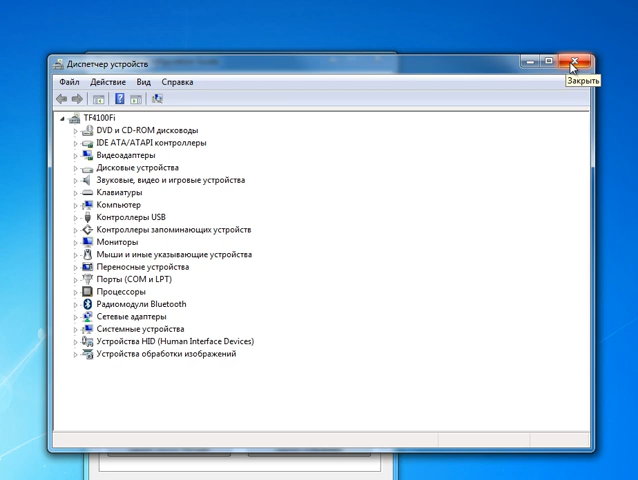 Диспетчер устройств
Файл Действие Вид Справка
Закрыть
TF4100Fi
DVD и CD-ROM дисководы
IDE ATA/ATAPI контроллеры
Видеоадаптеры
Дисковые устройства
Звуковые, видео и игровые устройства
Клавиатуры
Компьютер
Контроллеры USB
Контроллеры запоминающих устройств
Мониторы
Мыши и иные указывающие устройства
Переносные устройства
Порты (COM и LPT)
Процессоры
Радиомодули Bluetooth
Сетевые адаптеры
Системные устройства
Устройства HID (Human Interface Devices)
Устройства обработки изображений